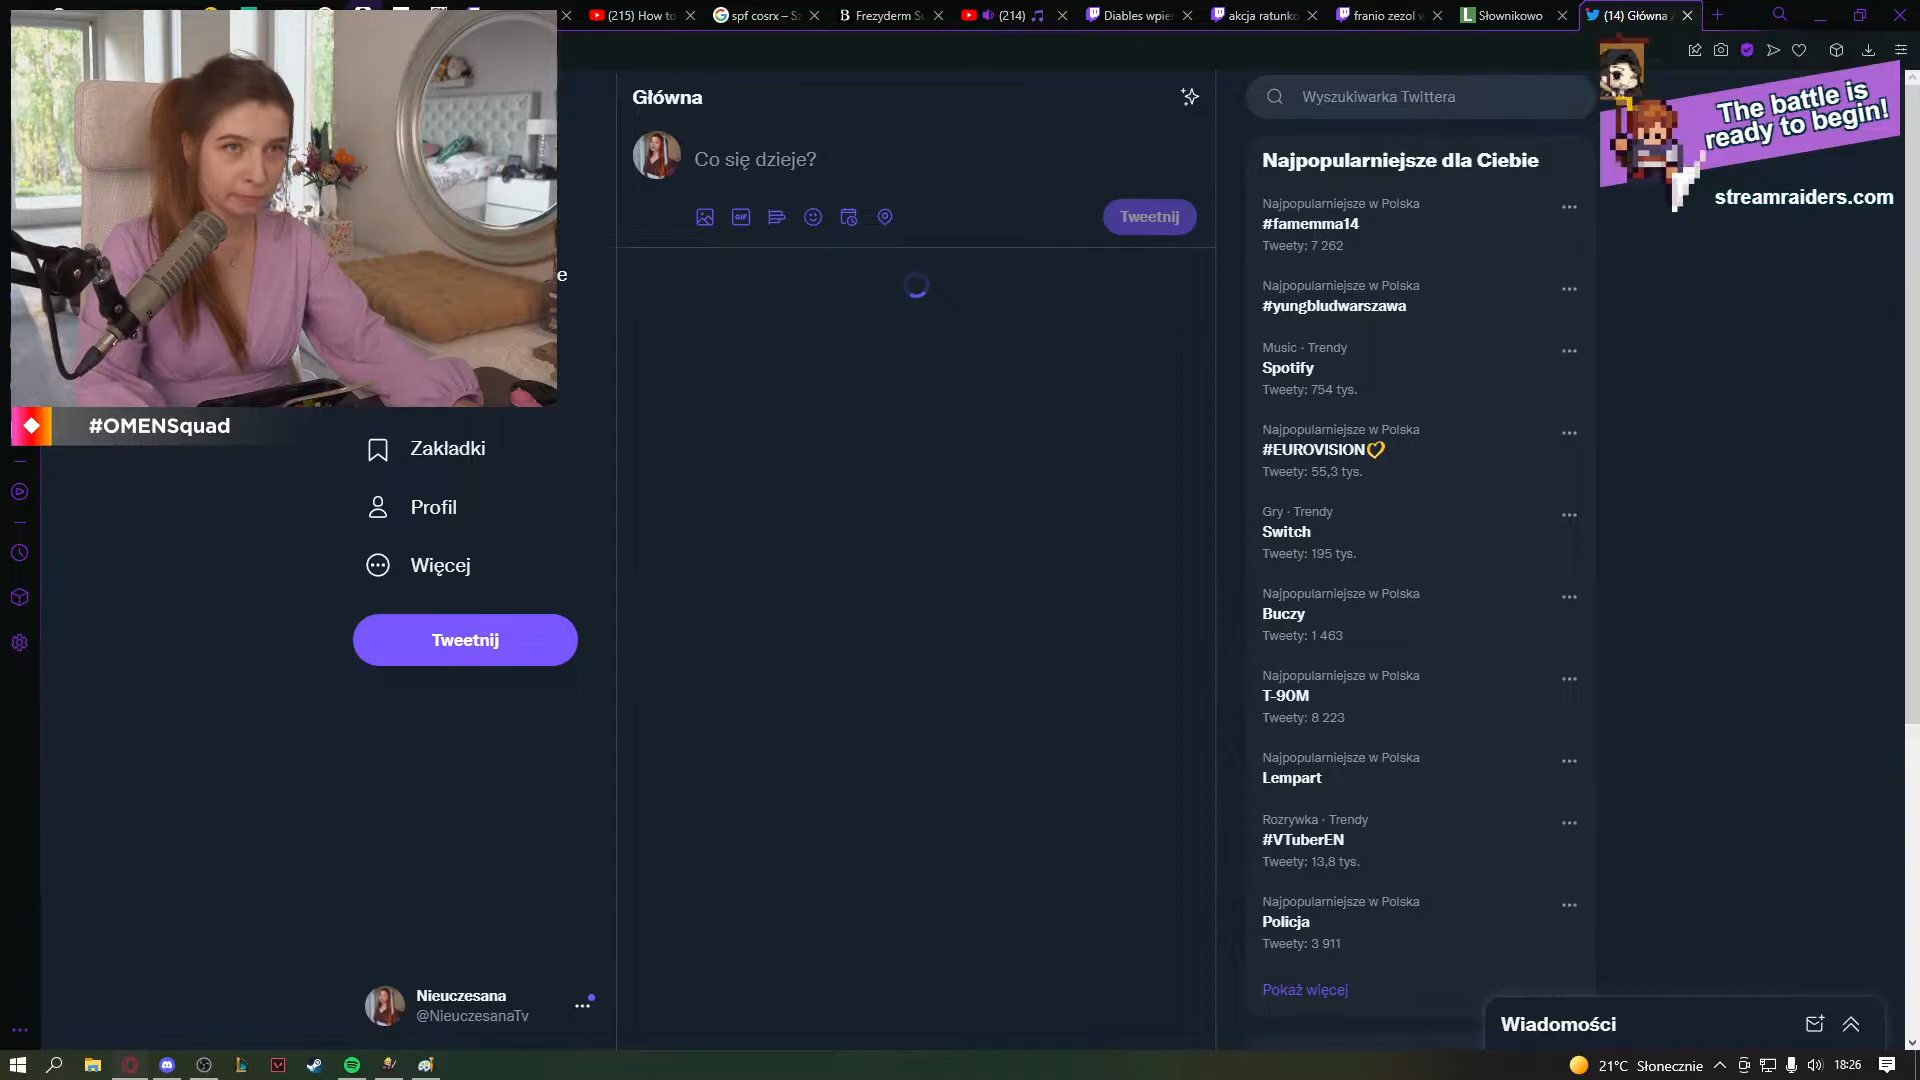 (215) How to
spf cosrx – Sz
Frezyderm Su
(214)
Diables wpier
akcja ratunko
franio zezol w
Słownikowo
(14) Główna /
Główna
Co się dzieje?
GIF
Tweetnij
e
#OMENSquad
Zakładki
Profil
Więcej
Tweetnij
Nieuczesana
@NieuczesanaTv
Wyszukiwarka Twittera
Najpopularniejsze dla Ciebie
Najpopularniejsze w Polska
#famemma14
Tweety: 7 262
Najpopularniejsze w Polska
#yungbludwarszawa
Music · Trendy
Spotify
Tweety: 754 tys.
Najpopularniejsze w Polska
#EUROVISION
Tweety: 55,3 tys.
Gry · Trendy
Switch
Tweety: 195 tys.
Najpopularniejsze w Polska
Buczy
Tweety: 1 463
Najpopularniejsze w Polska
T-90M
Tweety: 8 223
Najpopularniejsze w Polska
Lempart
Rozrywka · Trendy
#VTuberEN
Tweety: 13,8 tys.
Najpopularniejsze w Polska
Policja
Tweety: 3 911
Pokaż więcej
Wiadomości
The battle is
ready to begin!
streamraiders.com
21°C Słonecznie
18:26